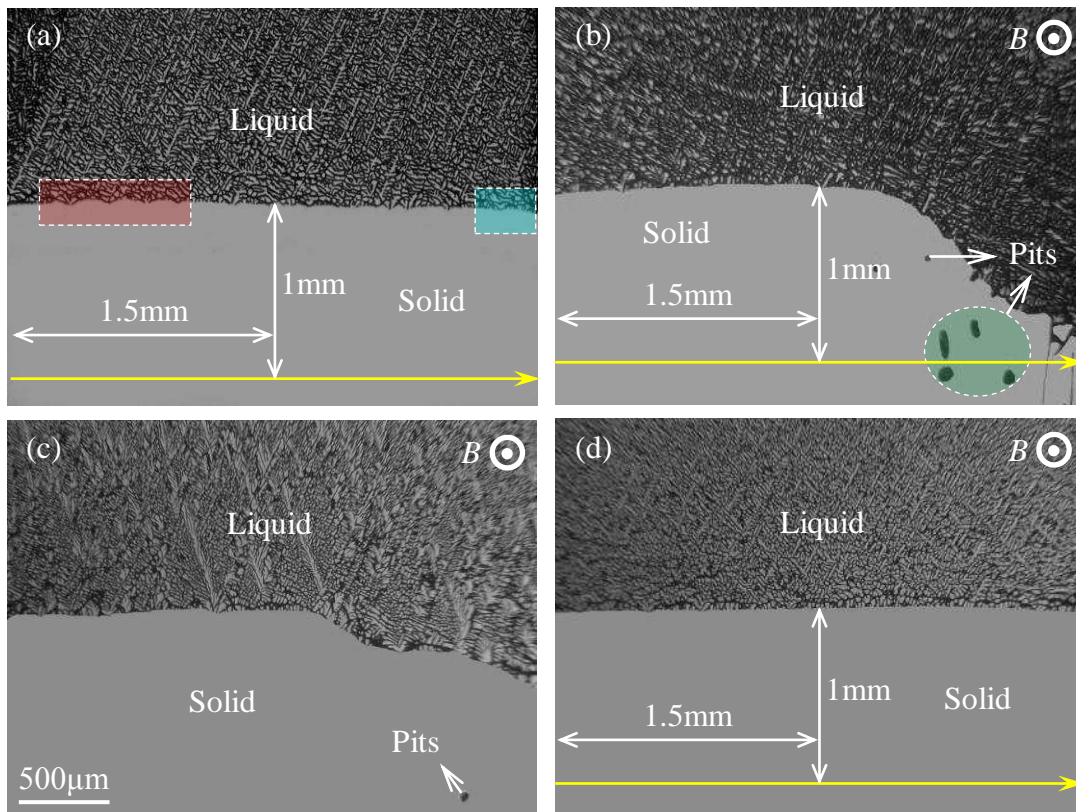 (a)
Liquid
1mm
1.5mm
Solid
(b)
B
Liquid
Solid
Pits
1mm
1.5mm
(c)
B
Liquid
Solid
Pits
500μm
(d)
B
Liquid
1mm
Solid
1.5mm